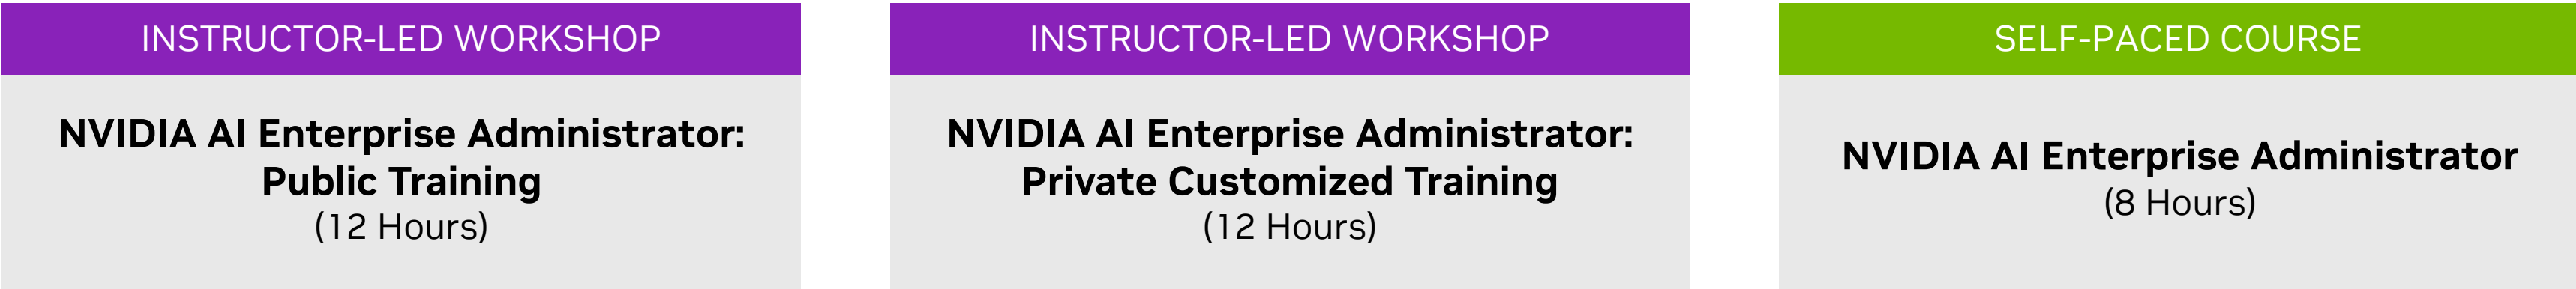 INSTRUCTOR-LED WORKSHOP
NVIDIA AI Enterprise Administrator:
Public Training
(12 Hours)
INSTRUCTOR-LED WORKSHOP
NVIDIA AI Enterprise Administrator:
Private Customized Training
(12 Hours)
SELF-PACED COURSE
NVIDIA AI Enterprise Administrator
(8 Hours)